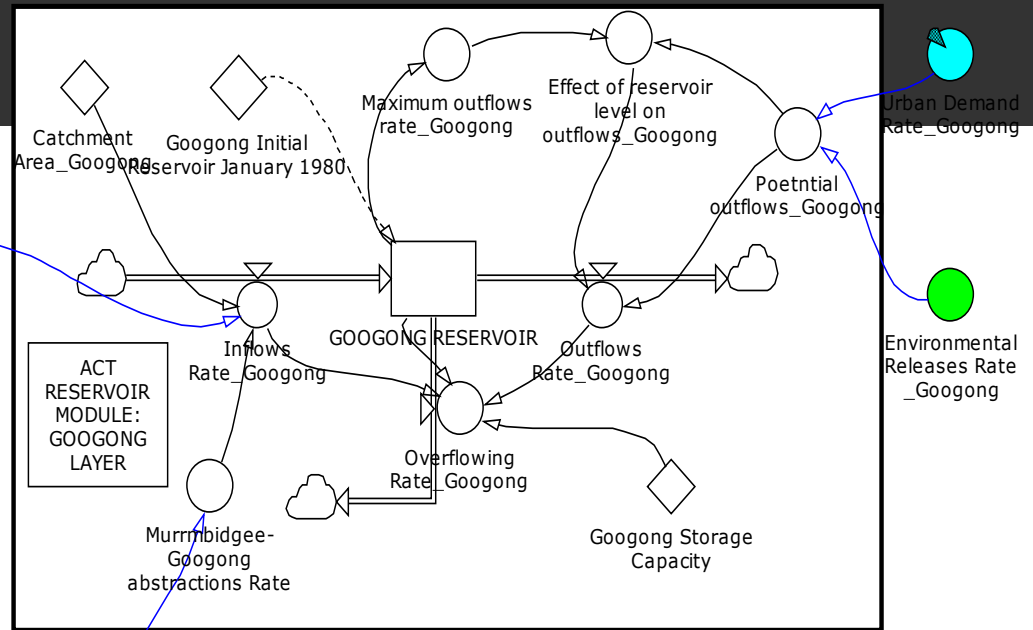 Catchment
Area_Googong
Googong Initial
Reservoir January 1980
Maximum outflows
rate_Googong
Effect of reservoir
level on
outflows_Googong
Urban Demand
Rate_Googong
Poetntial
outflows_Googong
GOOGONG RESERVOIR
Inflows
Rate_Googong
Outflows
Rate_Googong
Environmental
Releases Rate
_Googong
ACT
RESERVOIR
MODULE:
GOOGONG
LAYER
Overflowing
Rate_Googong
Murrmbidgee-
Googong
abstractions Rate
Googong Storage
Capacity